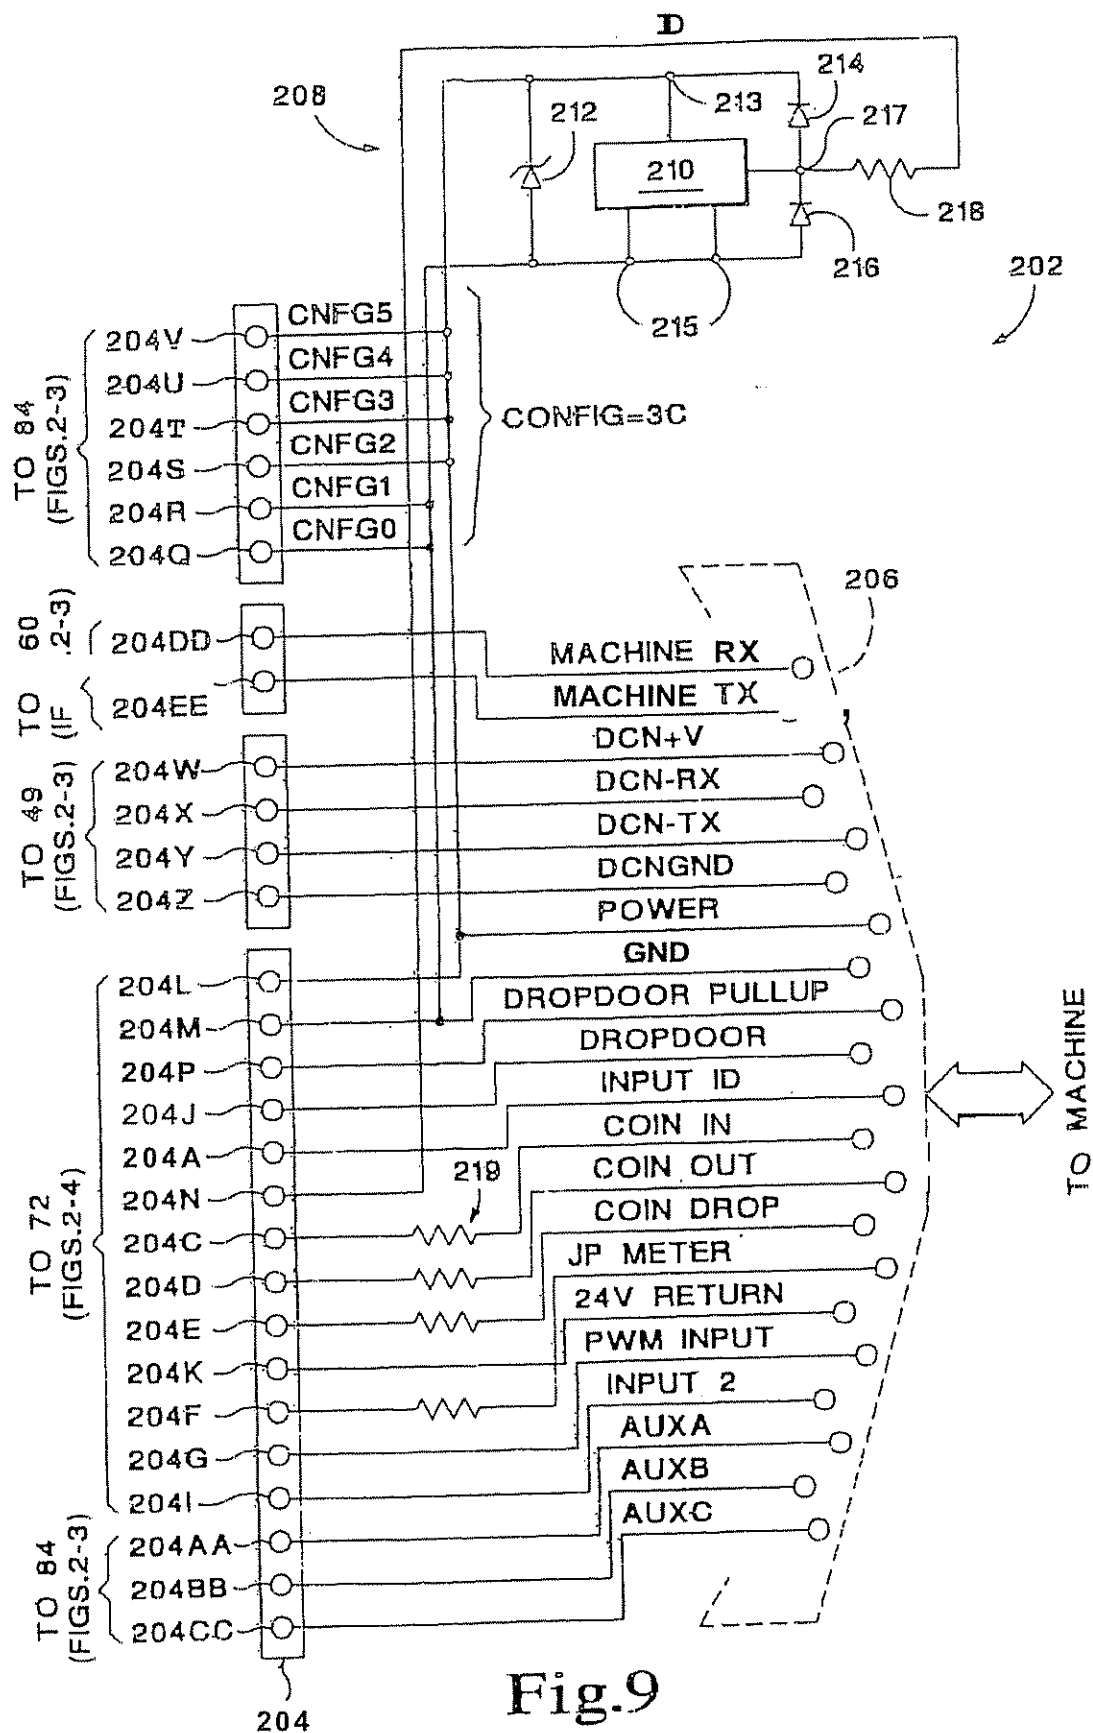 ID
208
212
213
214
217
210
218
216
202
215
204V
CNFG5
204U
CNFG4
204T
CNFG3
204S
CNFG2
204R
CNFG1
204Q
CNFG0
CONFIG=3C
TO 84
(FIGS.2-3)
206
TO 60
(IF .2-3)
204DD
MACHINE RX
204EE
MACHINE TX
TO 49
(FIGS.2-3)
204W
DCN+V
204X
DCN-RX
204Y
DCN-TX
204Z
DCNGND
POWER
GND
DROPDOOR PULLUP
DROPDOOR
INPUT ID
COIN IN
COIN OUT
COIN DROP
JP METER
24V RETURN
PWM INPUT
INPUT 2
AUXA
AUXB
AUXC
TO 72
(FIGS.2-4)
204L
204M
204P
204J
204A
204N
204C
219
204D
204E
204K
204F
204G
204I
TO 84
(FIGS.2-3)
204AA
204BB
204CC
204
TO MACHINE
Fig.9